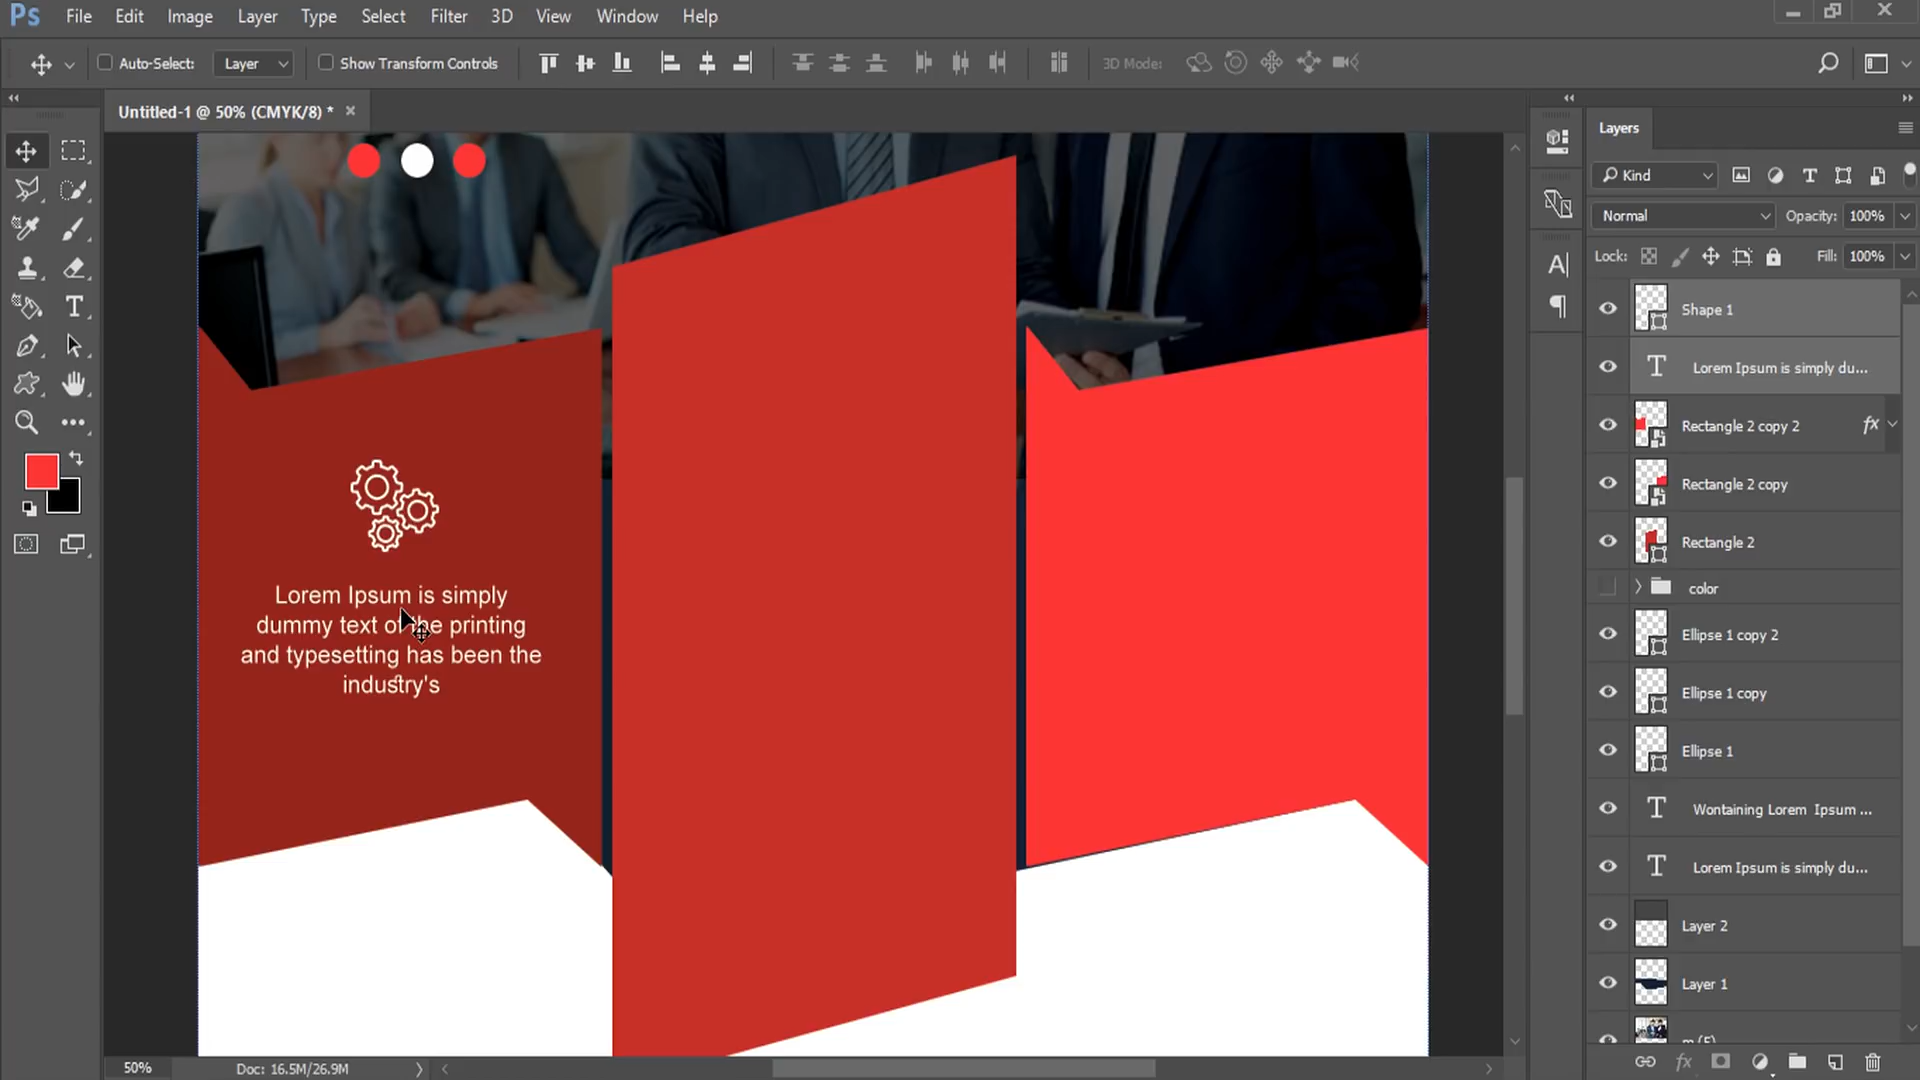 Ps File Edit Image Layer Type Select Filter 3D View Window Help
Auto-Select: Layer Show Transform Controls 3D Mode:
Untitled-1 @ 50% (CMYK/8) *
Layers
Kind
Normal Opacity: 100%
Lock: Fill: 100%
Shape 1
Lorem Ipsum is simply du...
Rectangle 2 copy 2 fx
Rectangle 2 copy
Rectangle 2
color
Ellipse 1 copy 2
Ellipse 1 copy
Ellipse 1
Wontaining Lorem Ipsum ...
Lorem Ipsum is simply du...
Layer 2
Layer 1
Lorem Ipsum is simply
dummy text of the printing
and typesetting has been the
industry's
50% Doc: 16.5M/26.9M